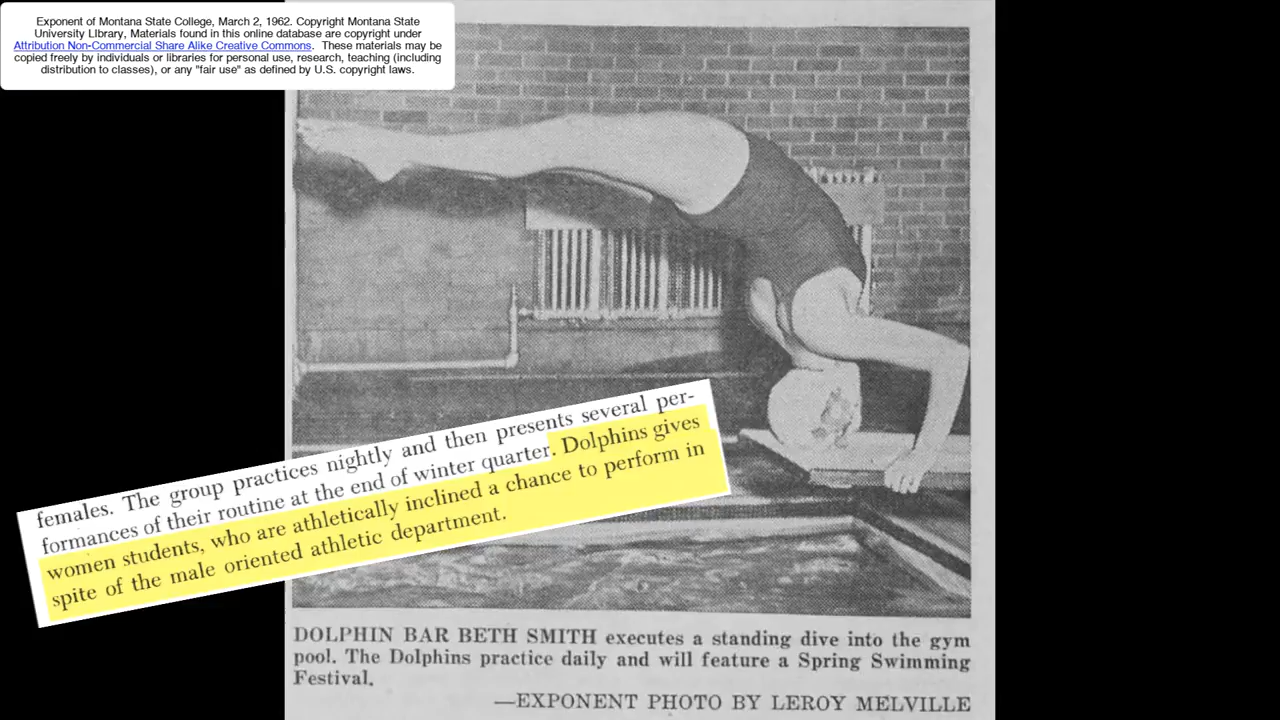 Exponent of Montana State College, March 2, 1962. Copyright Montana State
University LIbrary, Materials found in this online database are copyright under
Attribution Non-Commercial Share Alike Creative Commons.  These materials may be
copied freely by individuals or libraries for personal use, research, teaching (including
distribution to classes), or any "fair use" as defined by U.S. copyright laws.
females. The group practices nightly and then presents several per-
formances of their routine at the end of winter quarter. Dolphins gives
women students, who are athletically inclined a chance to perform in
spite of the male oriented athletic department.
DOLPHIN BAR BETH SMITH executes a standing dive into the gym
pool. The Dolphins practice daily and will feature a Spring Swimming
Festival.
—EXPONENT PHOTO BY LEROY MELVILLE